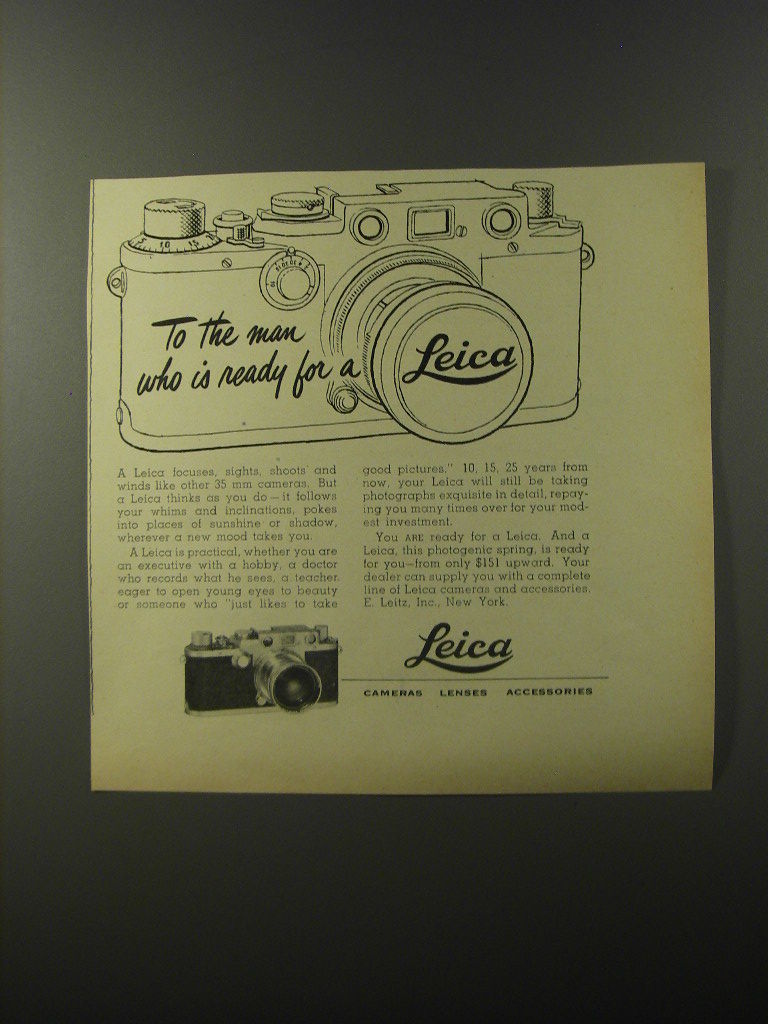 To the man
who is ready for a Leica
A Leica focuses, sights, shoots and
winds like other 35 mm cameras. But
a Leica thinks as you do—it follows
your whims and inclinations, pokes
into places of sunshine or shadow,
wherever a new mood takes you.
A Leica is practical, whether you are
an executive with a hobby, a doctor
who records what he sees, a teacher
eager to open young eyes to beauty
or someone who "just likes to take
good pictures." 10, 15, 25 years from
now, your Leica will still be taking
photographs exquisite in detail, repay-
ing you many times over for your mod-
est investment.
You ARE ready for a Leica. And a
Leica, this photogenic spring, is ready
for you—from only $151 upward. Your
dealer can supply you with a complete
line of Leica cameras and accessories.
E. Leitz, Inc., New York.
Leica
CAMERAS LENSES ACCESSORIES